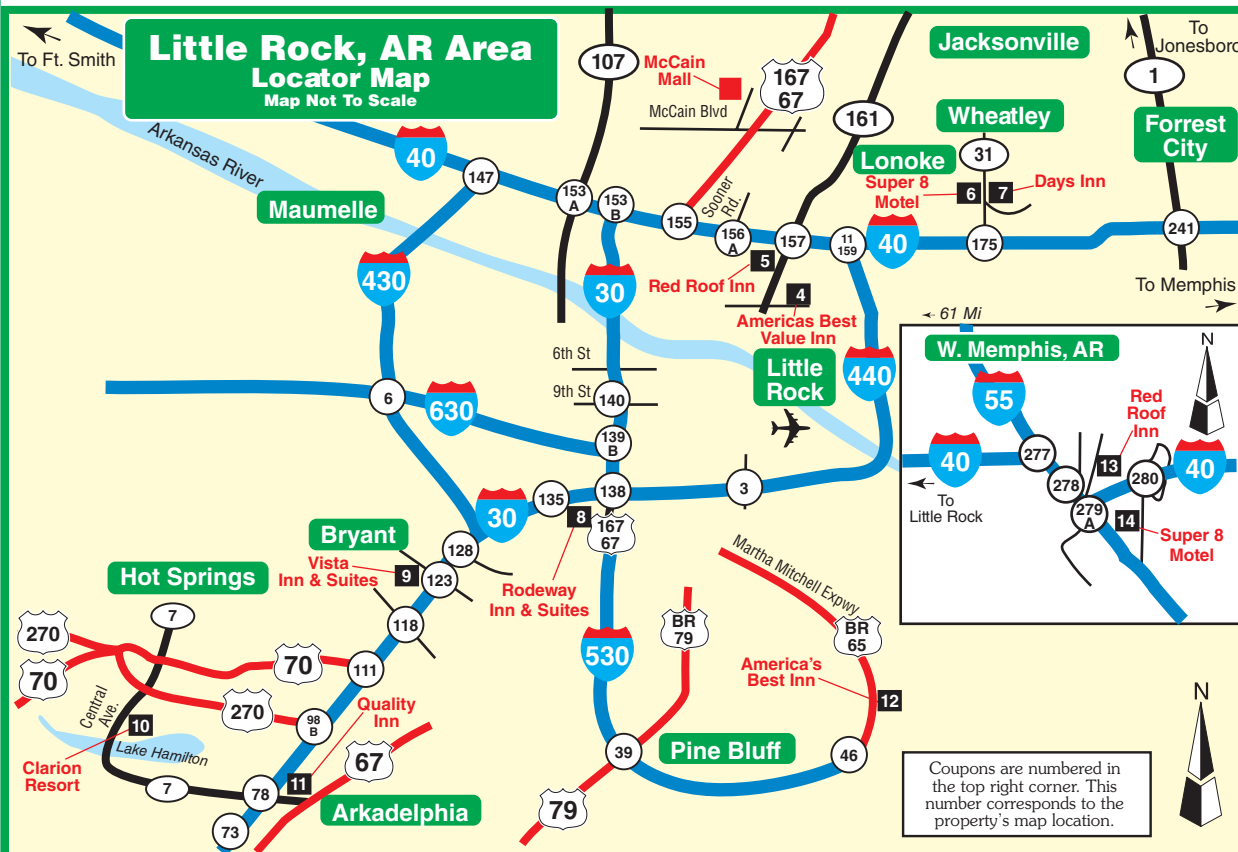 Little Rock, AR Area
Locator Map
Map Not To Scale
To Ft. Smith
Arkansas River
40
147
Maumelle
430
107
153
A
153
B
30
McCain
Mall
McCain Blvd
167
67
155
Sooner
Rd.
156
A
161
157
11
159
40
5
Red Roof Inn
4
Americas Best
Value Inn
Jacksonville
Wheatley
31
Lonoke
Super 8
Motel
6
7
Days Inn
175
To
Jonesboro
1
Forrest
City
241
To Memphis
61 Mi
W. Memphis, AR
N
55
Red
Roof
Inn
40
277
13
278
280
40
To
Little Rock
279
A
14
Super 8
Motel
6th St
9th St
140
Little
Rock
440
6
630
139
B
138
3
30
135
8
167
67
Bryant
128
Vista
Inn & Suites
9
123
Rodeway
Inn & Suites
118
Hot Springs
7
270
70
70
111
270
98
B
Central
Ave.
10
Lake Hamilton
Clarion
Resort
7
78
11
Quality
Inn
67
Arkadelphia
73
530
BR
79
Martha Mitchell Expwy
BR
65
America's
Best Inn
12
39
Pine Bluff
46
79
N
Coupons are numbered in
the top right corner. This
number corresponds to the
property's map location.